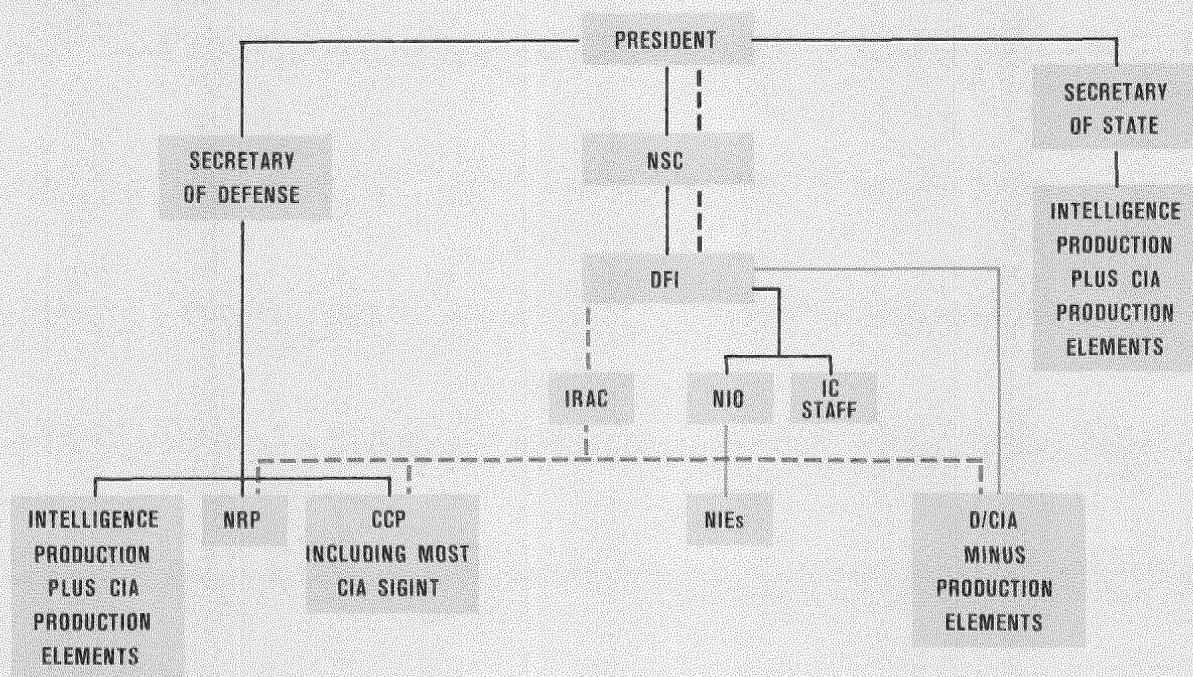 PRESIDENT
SECRETARY
OF STATE
SECRETARY
OF DEFENSE
NSC
INTELLIGENCE
PRODUCTION
PLUS CIA
PRODUCTION
ELEMENTS
DFI
IRAC
NIO
IC
STAFF
INTELLIGENCE
PRODUCTION
PLUS CIA
PRODUCTION
ELEMENTS
NRP
CCP
INCLUDING MOST
CIA SIGINT
NIEs
D/CIA
MINUS
PRODUCTION
ELEMENTS